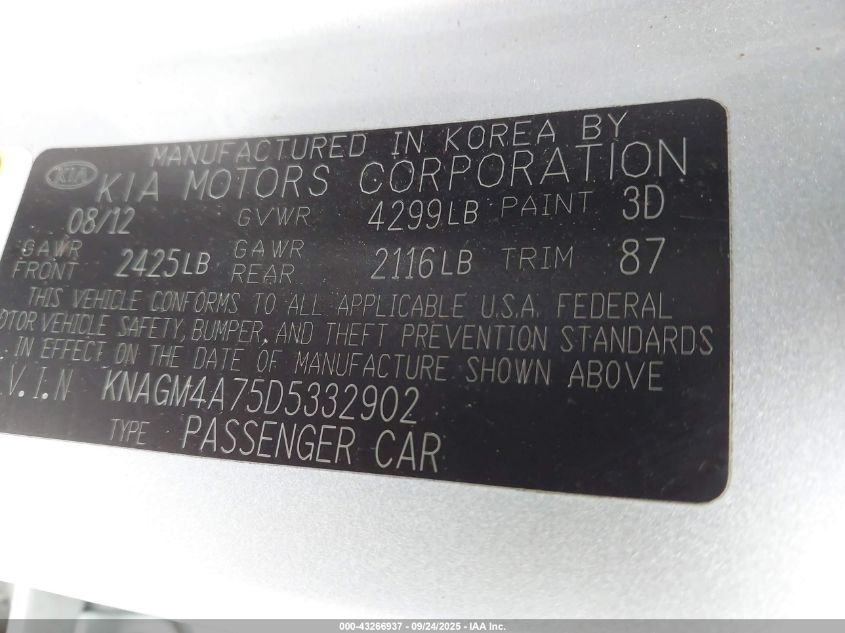 MANUFACTURED IN KOREA BY
KIA KIA MOTORS CORPORATION
08/12 GVWR 4299LB PAINT 3D
GAWR FRONT 2425LB GAWR REAR 2116LB TRIM 87
THIS VEHICLE CONFORMS TO ALL APPLICABLE U.S.A. FEDERAL
OTOR VEHICLE SAFETY, BUMPER, AND THEFT PREVENTION STANDARDS
IN EFFECT ON THE DATE OF MANUFACTURE SHOWN ABOVE
V.I.N KNAGM4A75D5332902
TYPE PASSENGER CAR
000-43266937 - 09/24/2025 - IAA Inc.